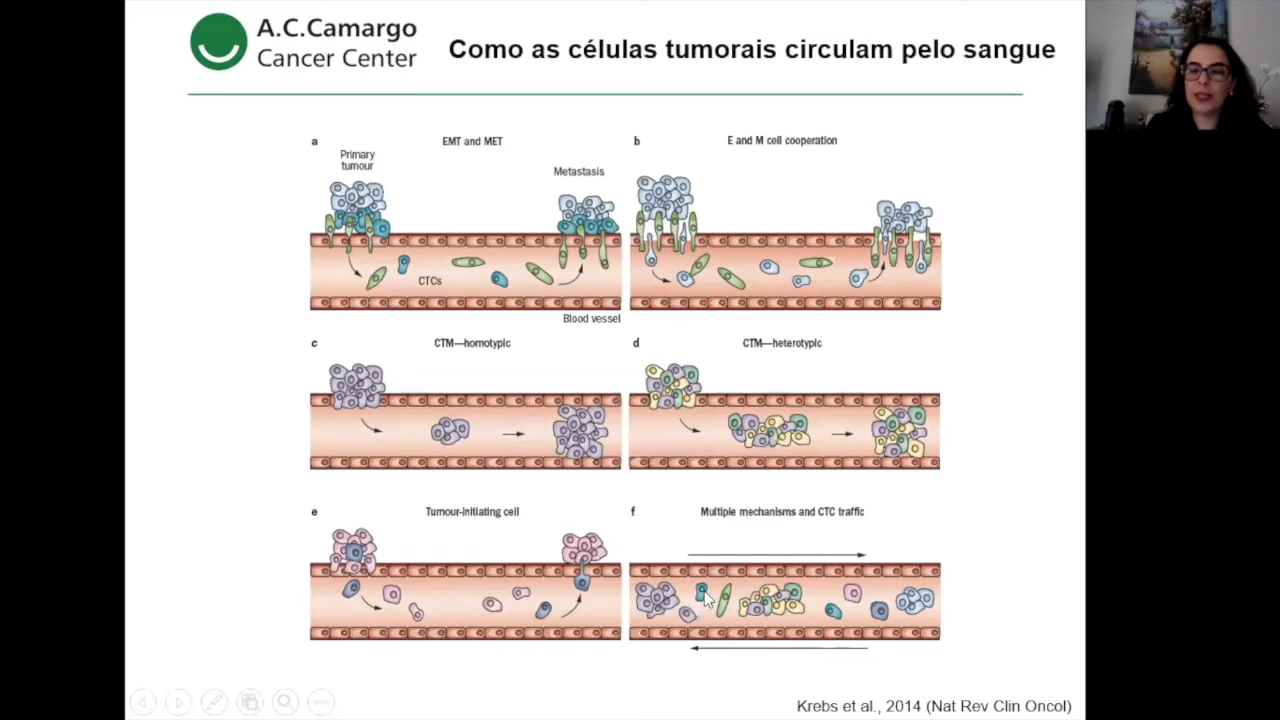 A.C.Camargo
Cancer Center
Como as células tumorais circulam pelo sangue
a
EMT and MET
Primary
tumour
Metastasis
CTCs
Blood vessel
b
E and M cell cooperation
c
CTM—homotypic
d
CTM—heterotypic
e
Tumour-initiating cell
f
Multiple mechanisms and CTC traffic
Krebs et al., 2014 (Nat Rev Clin Oncol)